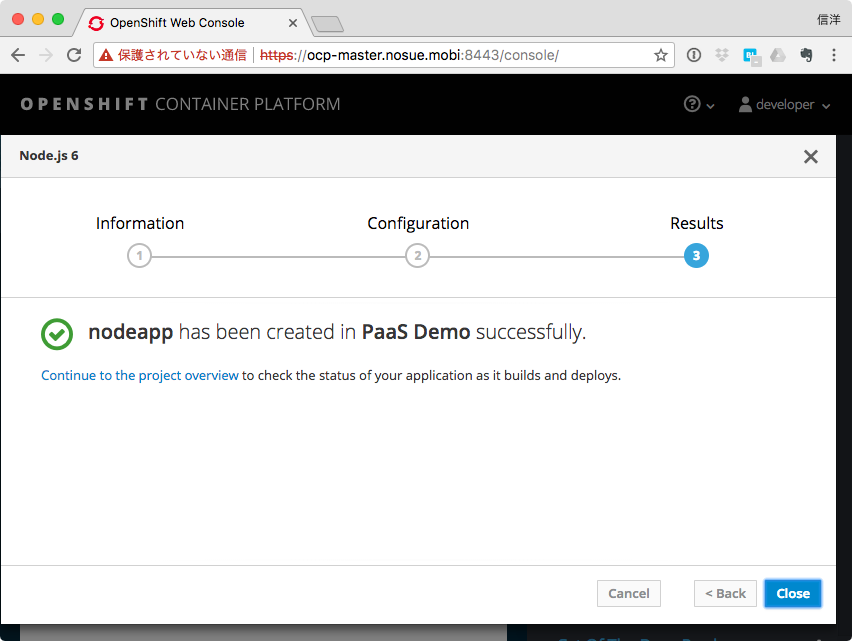 OpenShift Web Console
信洋
保護されていない通信 https://ocp-master.nosue.mobi:8443/console/
OPENSHIFT CONTAINER PLATFORM
developer
Node.js 6
Information Configuration Results
1 2 3
nodeapp has been created in PaaS Demo successfully.
Continue to the project overview to check the status of your application as it builds and deploys.
Cancel < Back Close